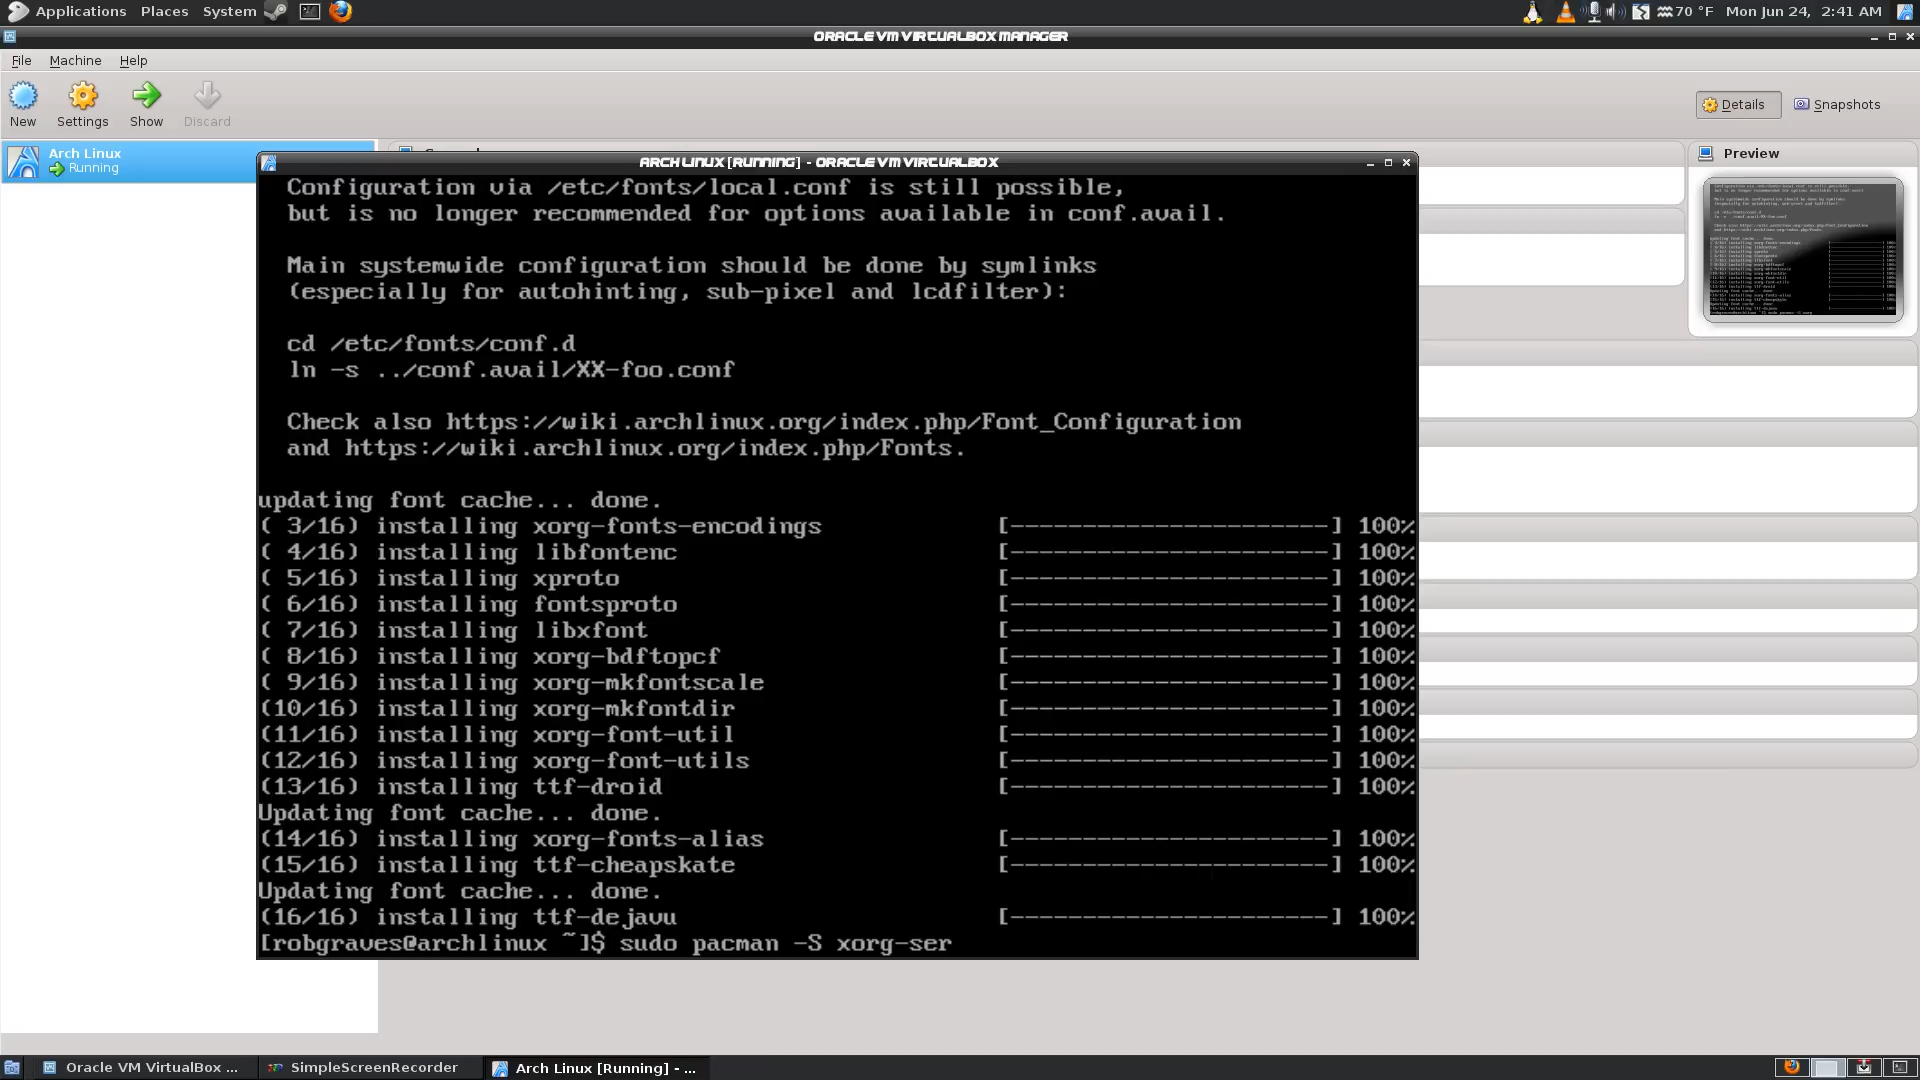 Applications Places System 70 °F Mon Jun 24, 2:41 AM
ORACLE VM VIRTUALBOX MANAGER
File Machine Help
New Settings Show Discard Details Snapshots
Arch Linux
Running
Preview
ARCH LINUX [RUNNING] - ORACLE VM VIRTUALBOX
Configuration via /etc/fonts/local.conf is still possible,
but is no longer recommended for options available in conf.avail.
Main systemwide configuration should be done by symlinks
(especially for autohinting, sub-pixel and lcdfilter):
cd /etc/fonts/conf.d
ln -s ../conf.avail/XX-foo.conf
Check also https://wiki.archlinux.org/index.php/Font_Configuration
and https://wiki.archlinux.org/index.php/Fonts.
updating font cache... done.
( 3/16) installing xorg-fonts-encodings [----------------------] 100%
( 4/16) installing libfontenc [----------------------] 100%
( 5/16) installing xproto [----------------------] 100%
( 6/16) installing fontsproto [----------------------] 100%
( 7/16) installing libxfont [----------------------] 100%
( 8/16) installing xorg-bdftopcf [----------------------] 100%
( 9/16) installing xorg-mkfontscale [----------------------] 100%
(10/16) installing xorg-mkfontdir [----------------------] 100%
(11/16) installing xorg-font-util [----------------------] 100%
(12/16) installing xorg-font-utils [----------------------] 100%
(13/16) installing ttf-droid [----------------------] 100%
Updating font cache... done.
(14/16) installing xorg-fonts-alias [----------------------] 100%
(15/16) installing ttf-cheapskate [----------------------] 100%
Updating font cache... done.
(16/16) installing ttf-dejavu [----------------------] 100%
[robgraves@archlinux ~]$ sudo pacman -S xorg-ser
Oracle VM VirtualBox ... SimpleScreenRecorder Arch Linux [Running] - ...